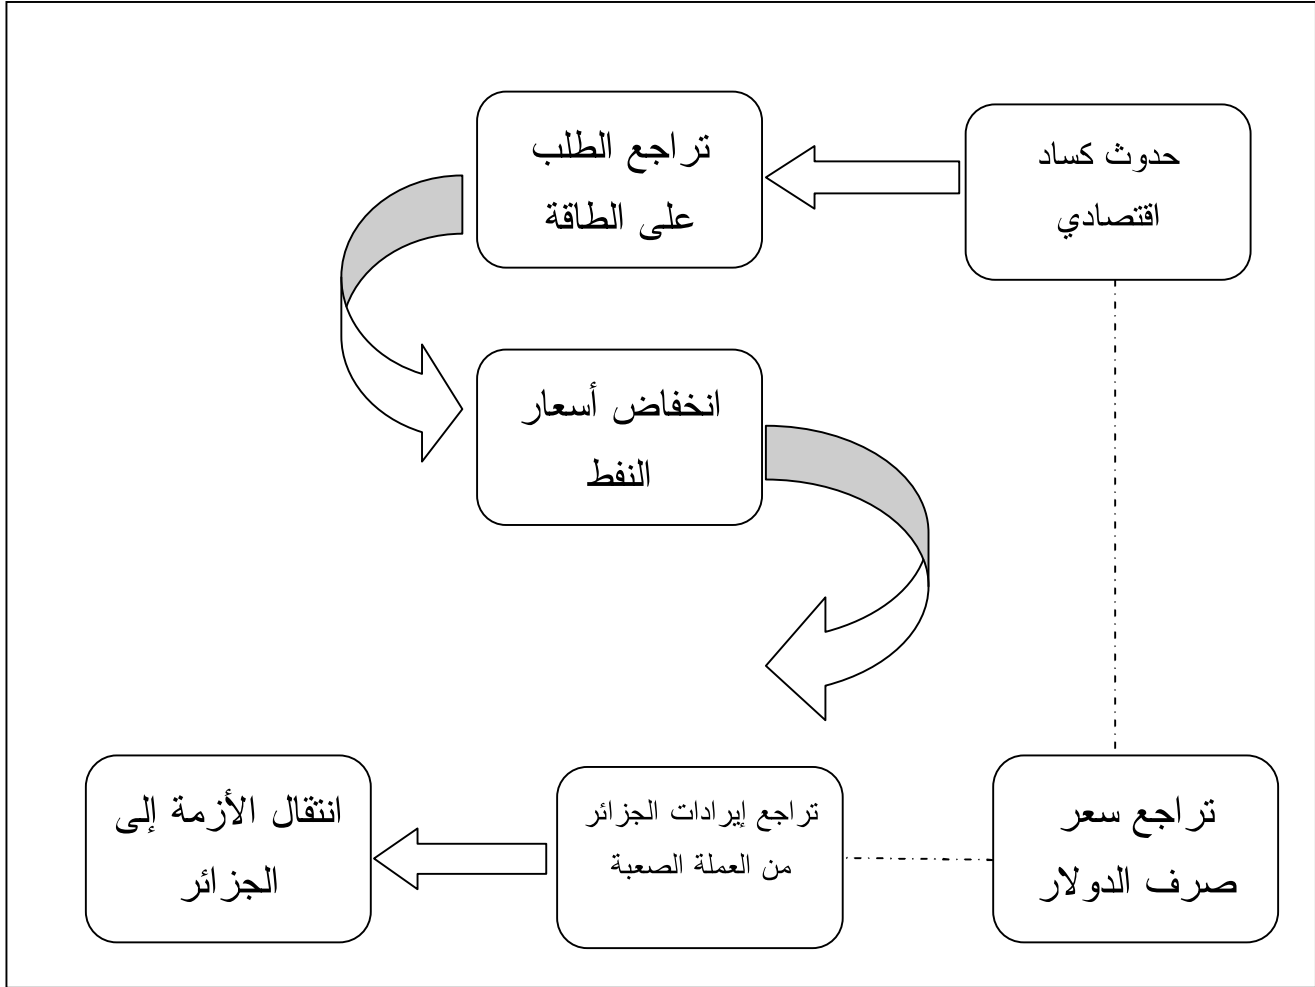 حدوث كساد
اقتصادي
تراجع الطلب
على الطاقة
انخفاض أسعار
النفط
تراجع سعر
صرف الدولار
تراجع إيرادات الجزائر
من العملة الصعبة
انتقال الأزمة إلى
الجزائر